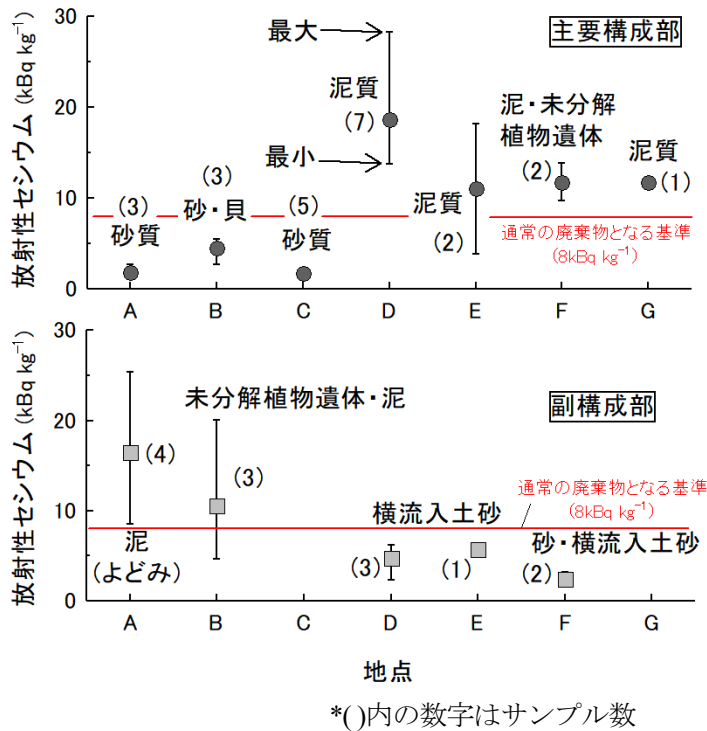 放射性セシウム (kBq kg⁻¹)
30
20
10
0
主要構成部
最大
最小
(3)
砂質
(3)
砂・貝
(5)
砂質
泥質
(7)
泥質
(2)
泥・未分解
植物遺体
(2)
泥質
(1)
通常の廃棄物となる基準
(8kBq kg⁻¹)
A B C D E F G
放射性セシウム (kBq kg⁻¹)
30
20
10
0
副構成部
未分解植物遺体・泥
(4)
(3)
泥
(よどみ)
通常の廃棄物となる基準
(8kBq kg⁻¹)
横流入土砂
(3)
(1)
砂・横流入土砂
(2)
A B C D E F G
地点
*()内の数字はサンプル数